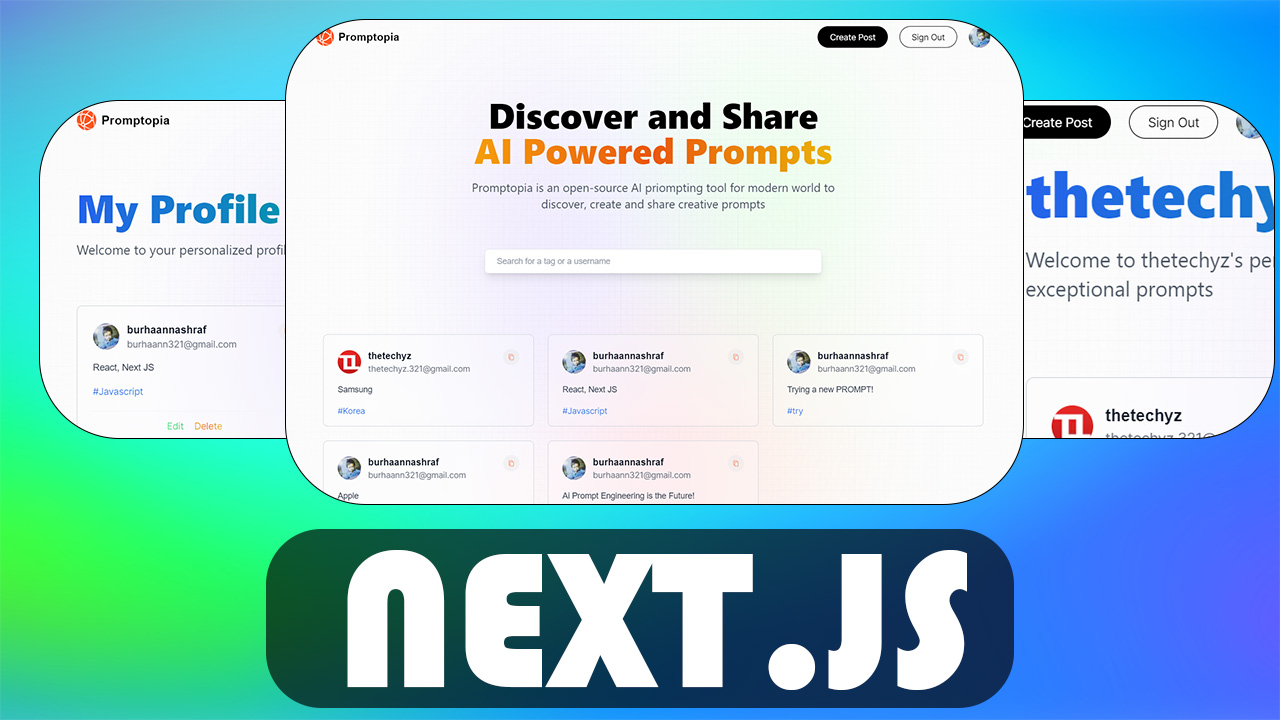 Promptopia
My Profile
Welcome to your personalized
burhaannashraf
burhaann321@gmail.com
React, Next JS
#Javascript
Edit Delete
Promptopia
Create Post Sign Out
Discover and Share
AI Powered Prompts
Promptopia is an open-source AI priompting tool for modern world to
discover, create and share creative prompts
Search for a tag or a username
thetechyz
thetechyz.321@gmail.com
Samsung
#Korea
burhaannashraf
burhaann321@gmail.com
React, Next JS
#Javascript
burhaannashraf
burhaann321@gmail.com
Trying a new PROMPT!
#try
burhaannashraf
burhaann321@gmail.com
Apple
burhaannashraf
burhaann321@gmail.com
Ai Prompt Engineering is the Future!
Create Post Sign Out
thetechy
Welcome to thetechyz's
exceptional prompts
thetechyz
NEXT.JS